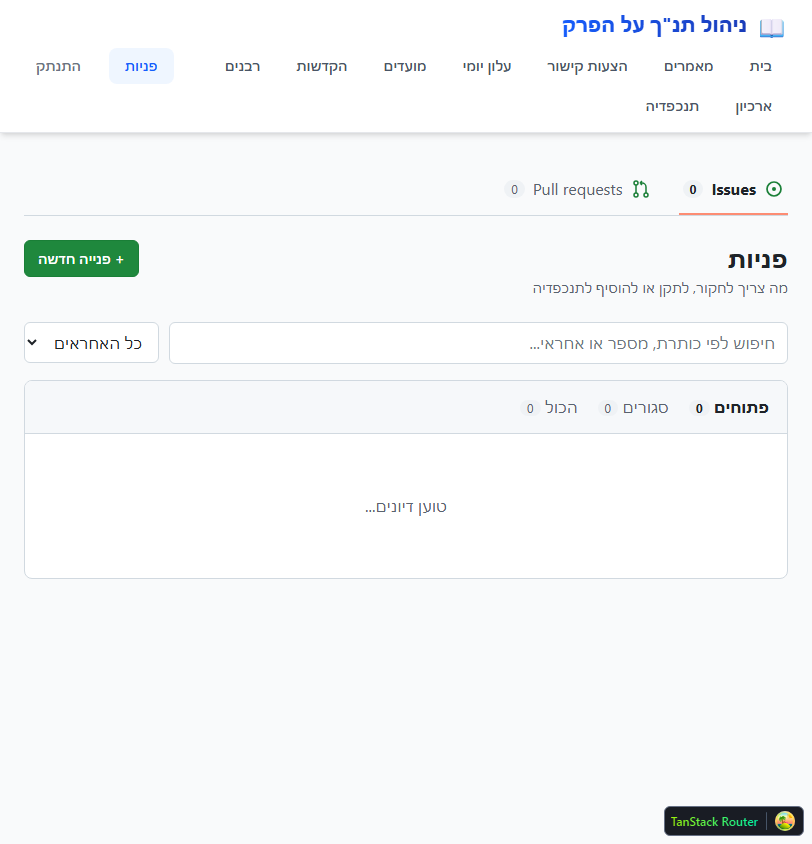 ניהול תנ"ך על הפרק
בית מאמרים הצעות קישור עלון יומי מועדים הקדשות רבנים פניות התנתק
ארכיון תנכפדיה
Issues 0 Pull requests 0
פניות
+ פנייה חדשה
מה צריך לחקור, לתקן או להוסיף לתנכפדיה
חיפוש לפי כותרת, מספר או אחראי... כל האחראים
פתוחים 0 סגורים 0 הכול 0
טוען דיונים...
TanStack Router